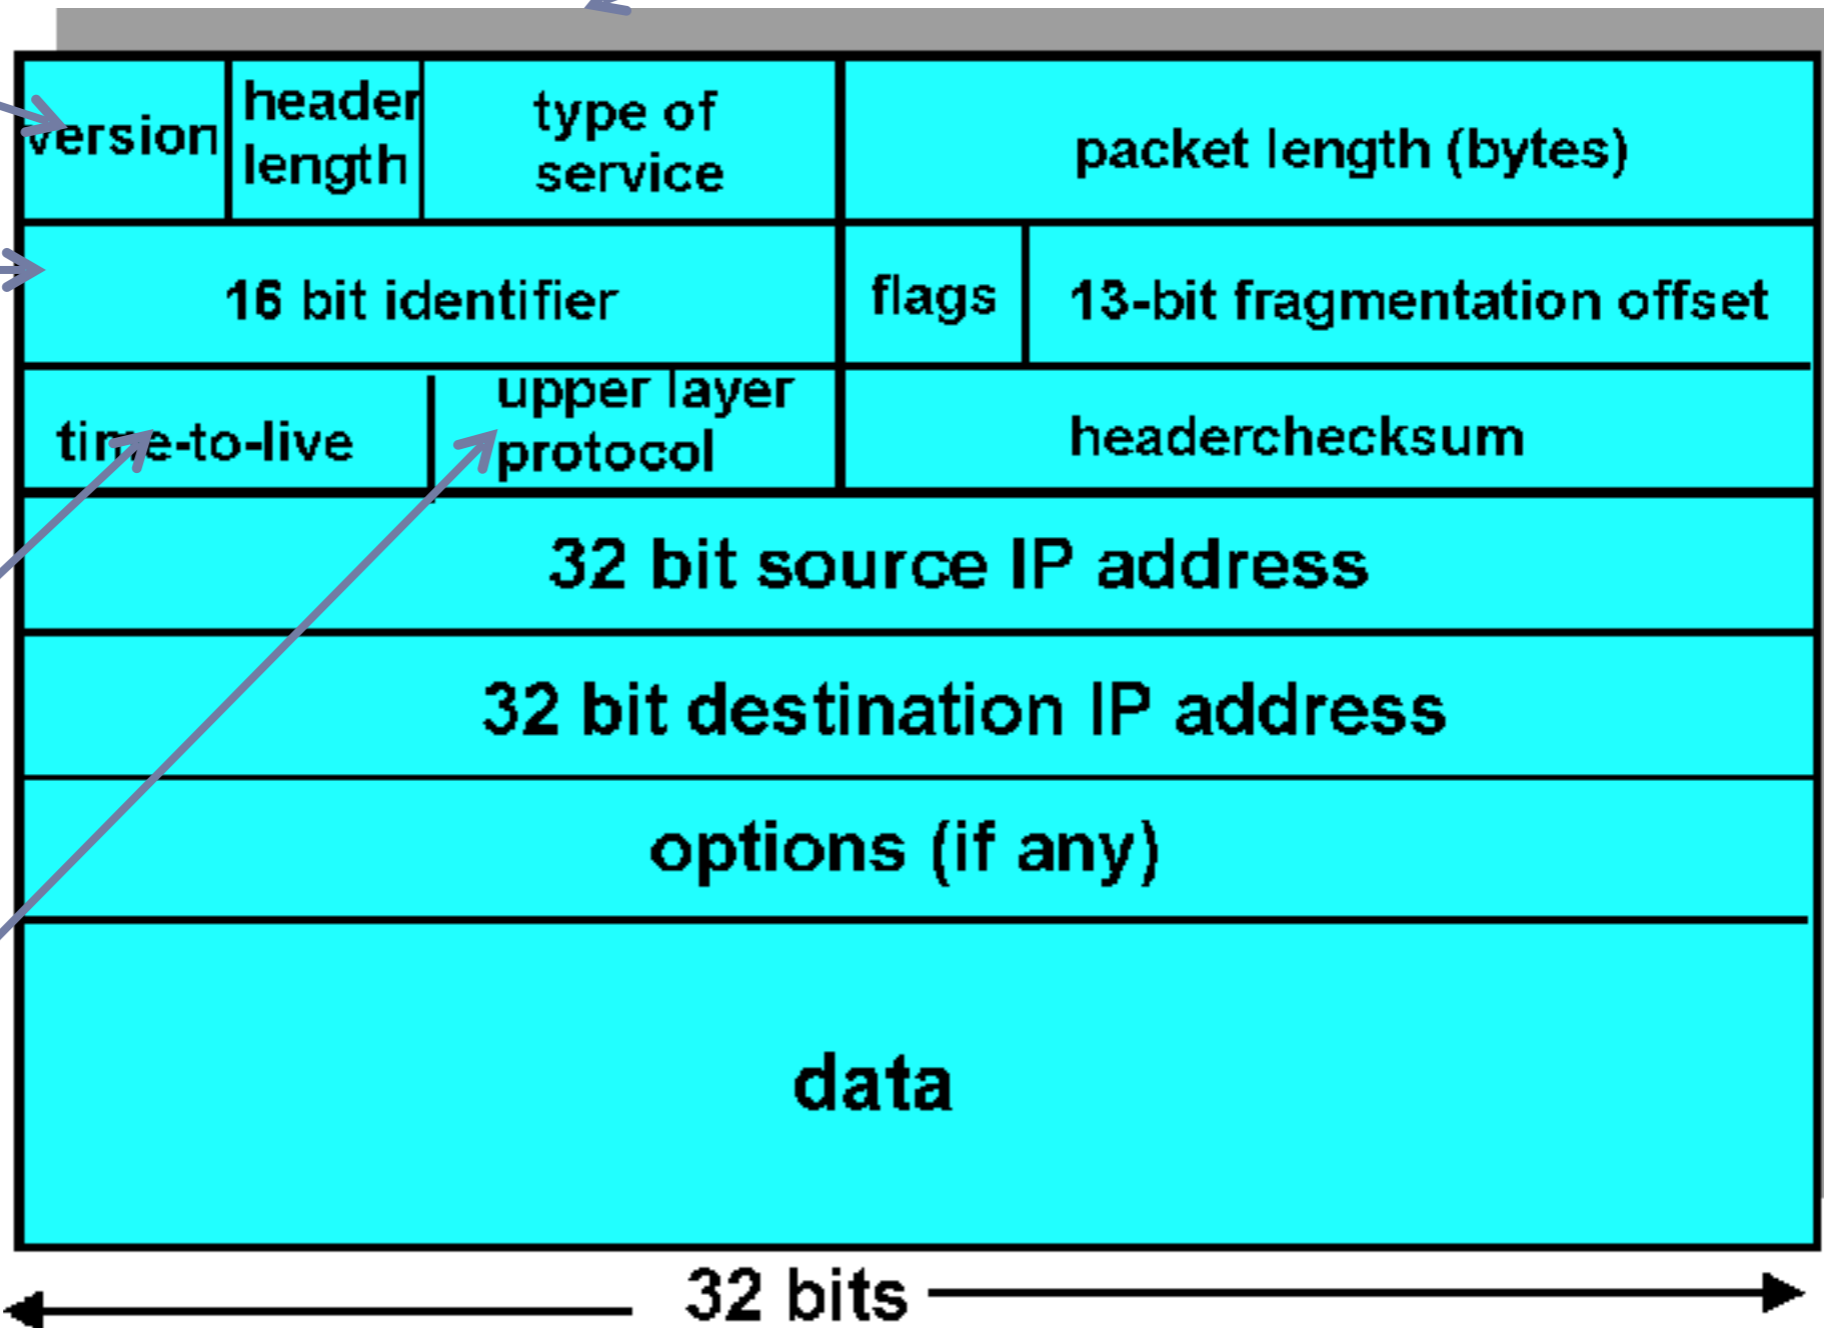 version
header
length
type of
service
packet length (bytes)
16 bit identifier
flags
13-bit fragmentation offset
time-to-live
upper layer
protocol
headerchecksum
32 bit source IP address
32 bit destination IP address
options (if any)
data
32 bits